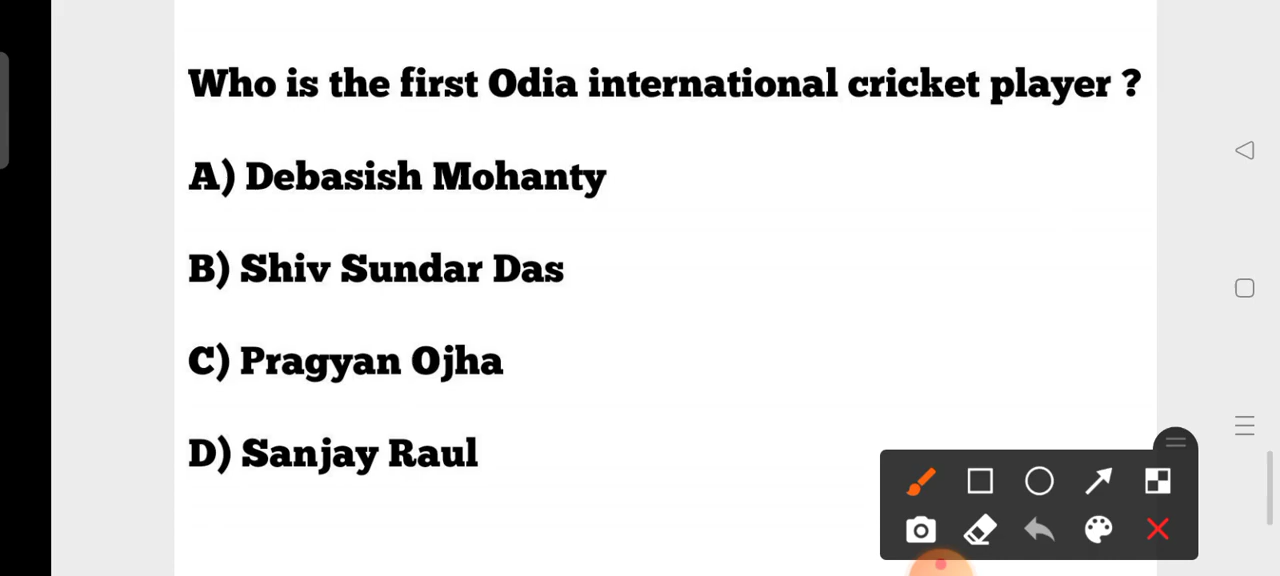 Who is the first Odia international cricket player ?
A) Debasish Mohanty
B) Shiv Sundar Das
C) Pragyan Ojha
D) Sanjay Raul